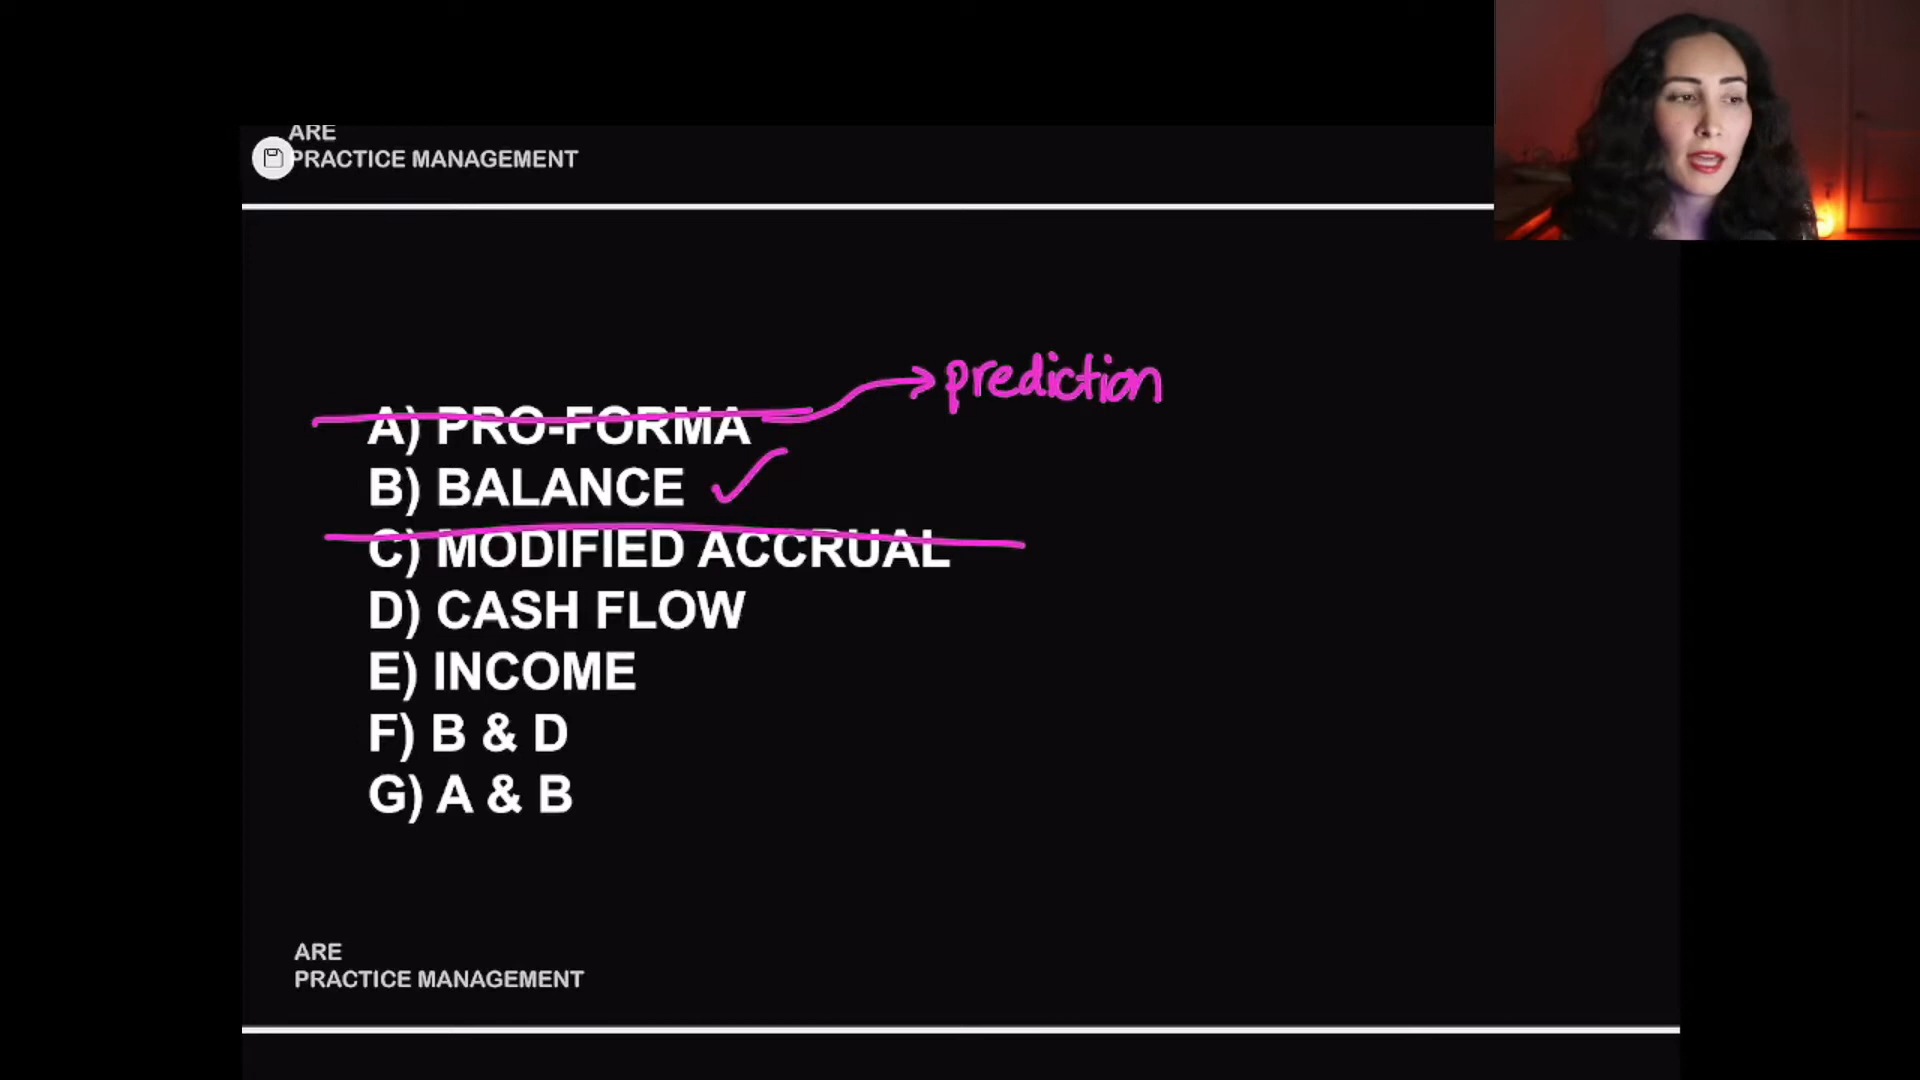 ARE
PRACTICE MANAGEMENT
prediction
A) PRO-FORMA
B) BALANCE
C) MODIFIED ACCRUAL
D) CASH FLOW
E) INCOME
F) B & D
G) A & B
ARE
PRACTICE MANAGEMENT